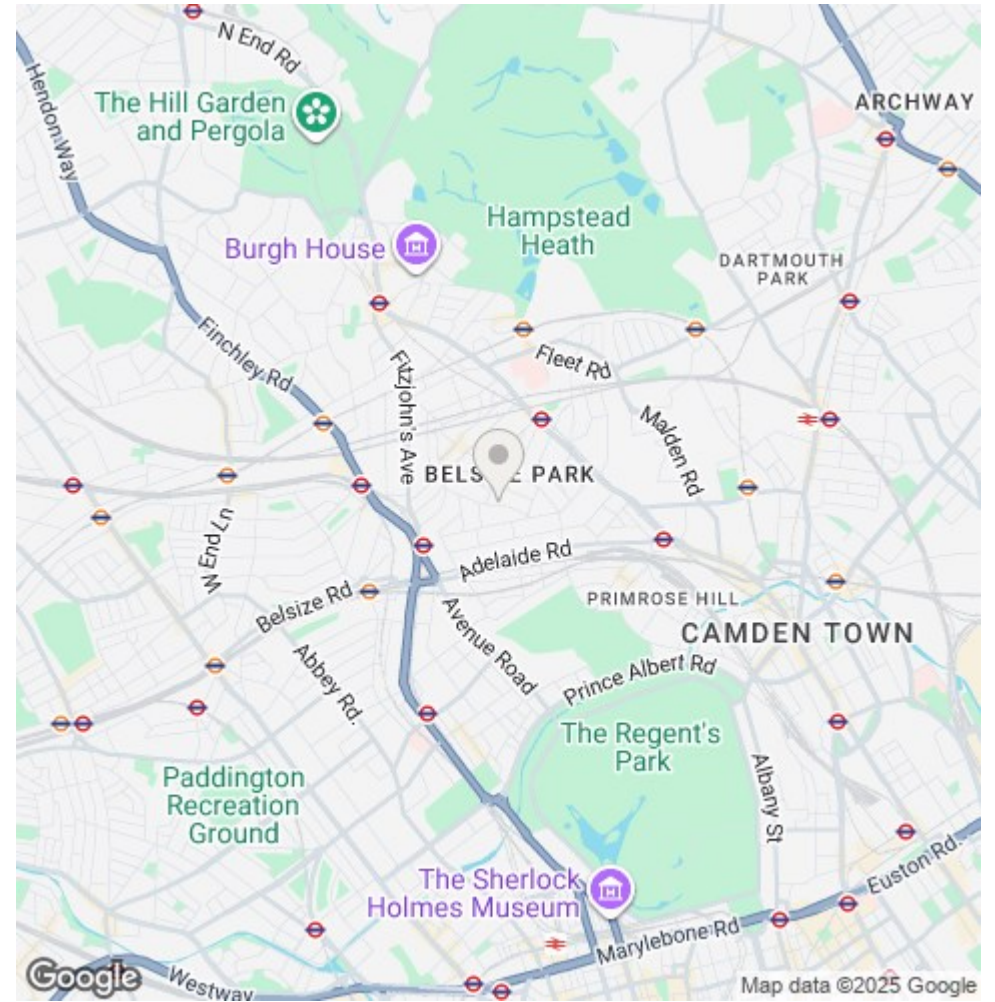 N End Rd
Hendon Way
The Hill Garden
and Pergola
ARCHWAY
Hampstead
Heath
Burgh House
DARTMOUTH
PARK
Finchley Rd
Fitzjohn's Ave
Fleet Rd
Malden Rd
BELSIZE PARK
W End Ln
Adelaide Rd
Belsize Rd
PRIMROSE HILL
Avenue Road
CAMDEN TOWN
Abbey Rd.
Prince Albert Rd
The Regent's
Park
Albany St
Paddington
Recreation
Ground
The Sherlock
Holmes Museum
Euston Rd.
Marylebone Rd
Westway
Google
Map data ©2025 Google